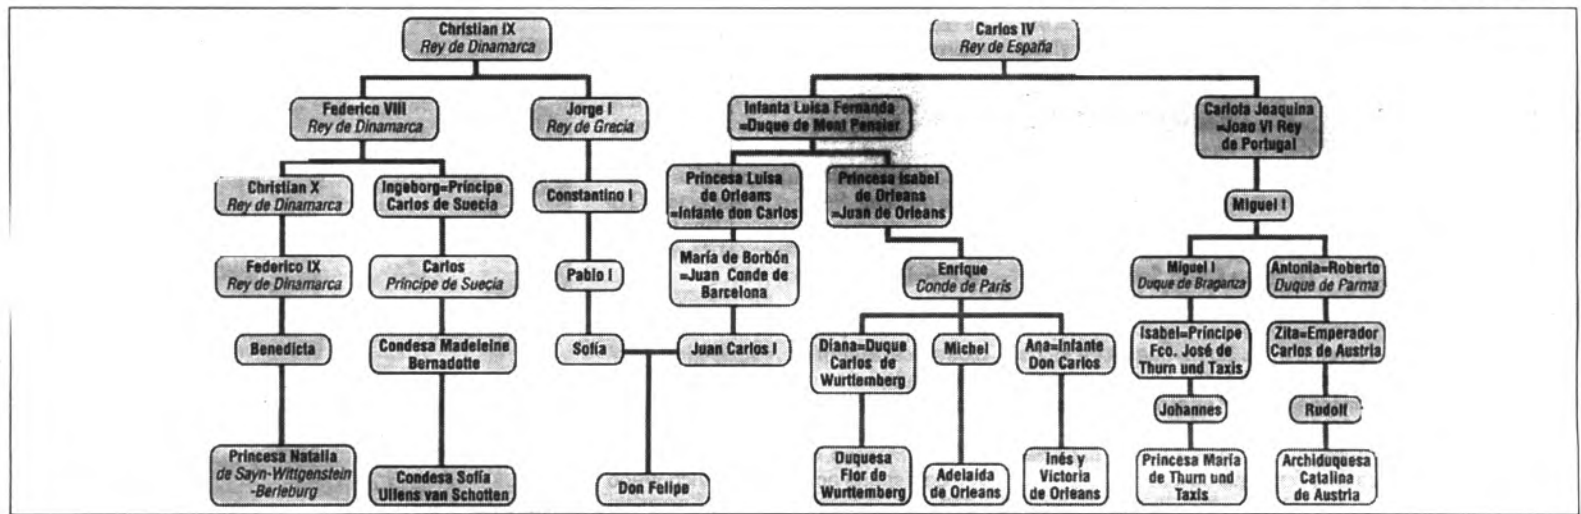 Christian IX
Rey de Dinamarca
Carlos IV
Rey de España
Federico VIII
Rey de Dinamarca
Jorge I
Rey de Grecia
Infanta Luisa Fernanda
=Duque de Mont Pensier
Carlota Joaquina
=Joao VI Rey
de Portugal
Christian X
Rey de Dinamarca
Ingeborg=Príncipe
Carlos de Suecia
Constantino I
Princesa Luisa
de Orleans
=Infante don Carlos
Princesa Isabel
de Orleans
=Juan de Orleans
Miguel I
Federico IX
Rey de Dinamarca
Carlos
Príncipe de Suecia
Pablo I
María de Borbón
=Juan Conde de
Barcelona
Enrique
Conde de París
Miguel I
Duque de Braganza
Antonia=Roberto
Duque de Parma
Benedicta
Condesa Madeleine
Bernadotte
Sofía
Juan Carlos I
Diana=Duque
Carlos de
Wurttemberg
Michel
Ana=Infante
Don Carlos
Isabel=Príncipe
Fco. José de
Thurn und Taxis
Zita=Emperador
Carlos de Austria
Johannes
Rudolf
Princesa Natalia
de Sayn-Wittgenstein
-Berleburg
Condesa Sofía
Ullens van Schotten
Don Felipe
Duquesa
Flor de
Wurttemberg
Adelaida
de Orleans
Inés y
Victoria
de Orleans
Princesa María
de Thurn und
Taxis
Archiduquesa
Catalina
de Austria